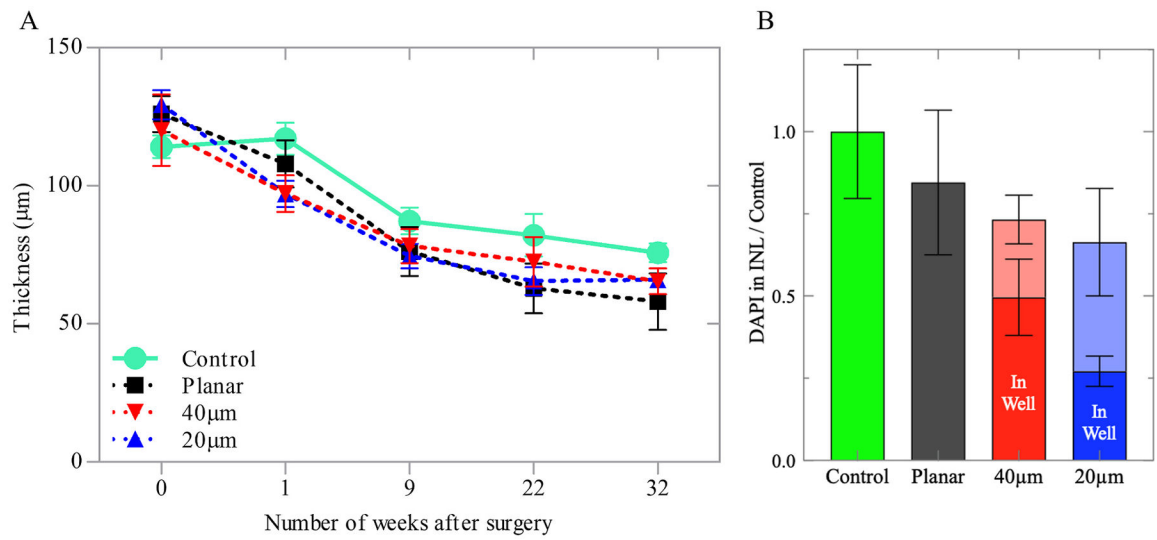 A
150
100
50
0
Thickness (μm)
Control
Planar
40μm
20μm
0 1 9 22 32
Number of weeks after surgery
B
1.0
0.5
0.0
DAPI in INL / Control
In
Well
In
Well
Control Planar 40μm 20μm